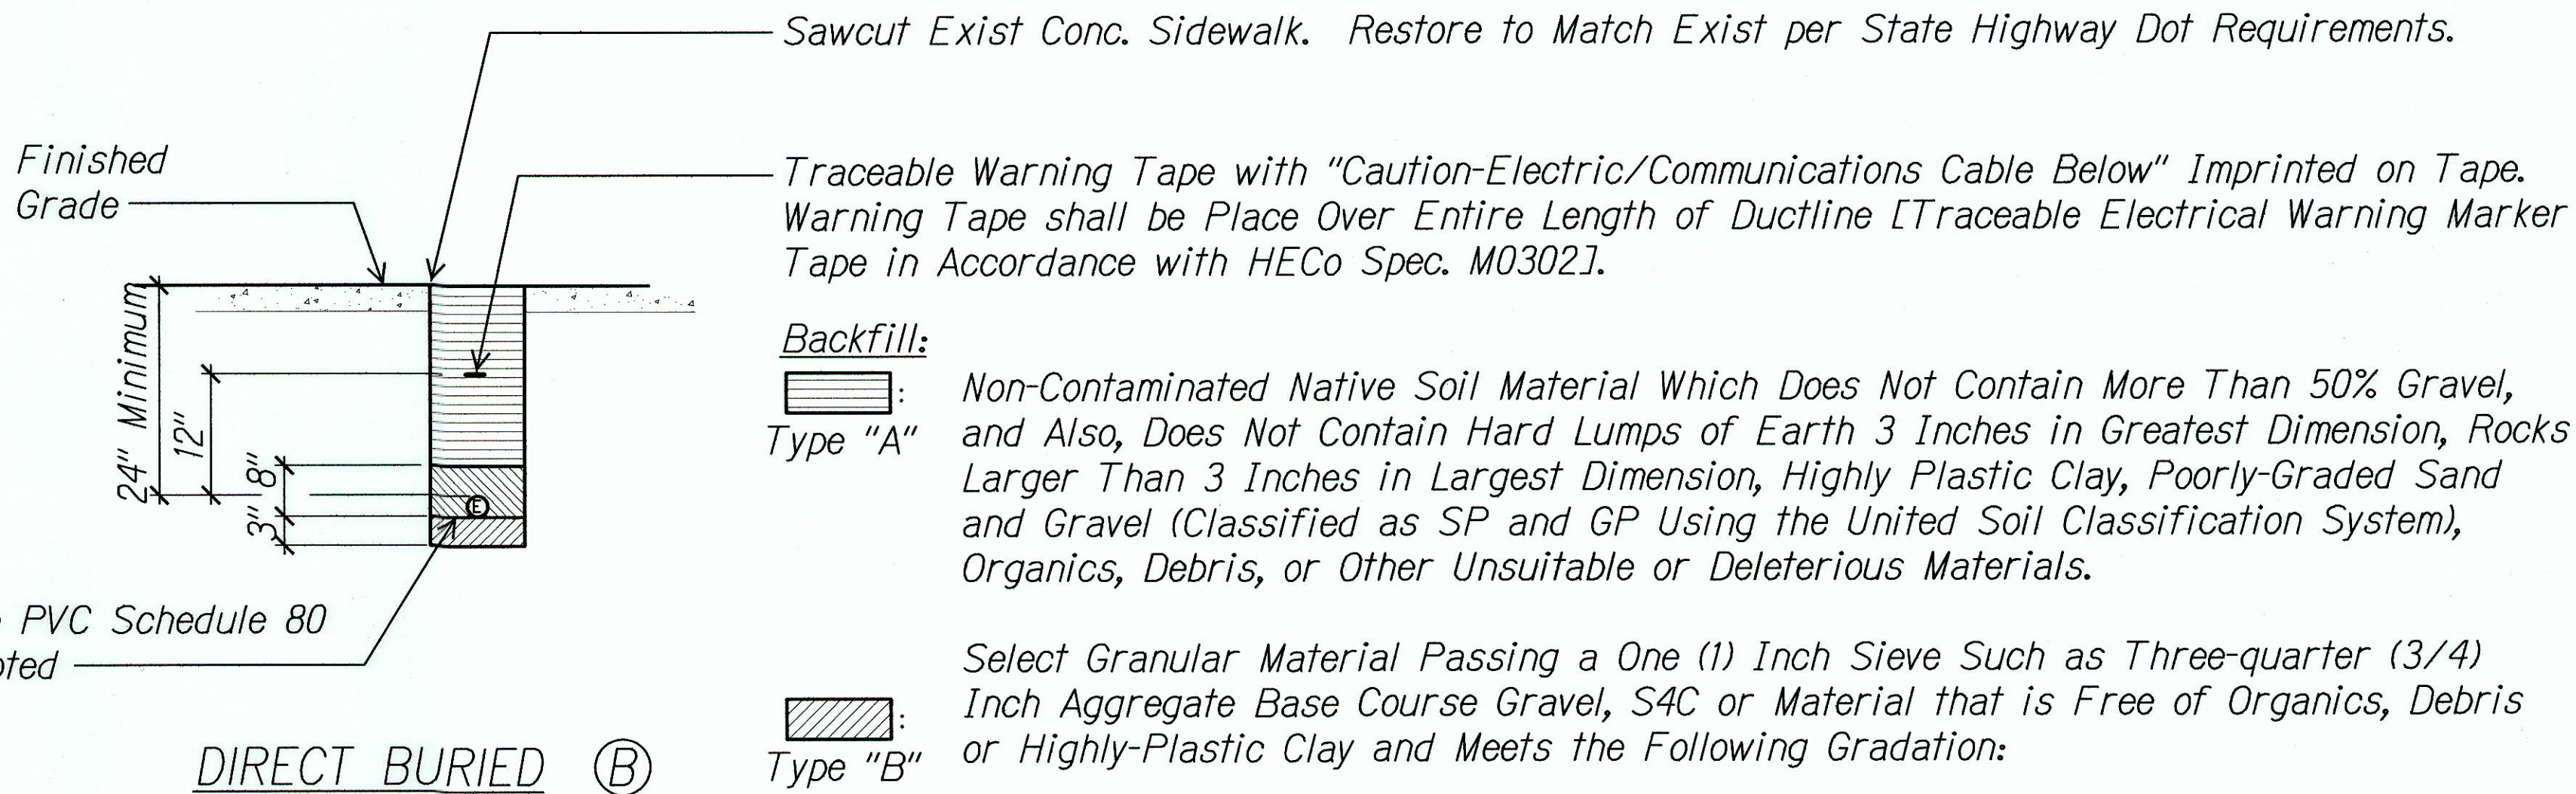 Sawcut Exist Conc. Sidewalk. Restore to Match Exist per State Highway Dot Requirements.
Finished
Grade
Traceable Warning Tape with "Caution-Electric/Communications Cable Below" Imprinted on Tape.
Warning Tape shall be Place Over Entire Length of Ductline [Traceable Electrical Warning Marker
Tape in Accordance with HECo Spec. M0302].
24" Minimum
12"
8"
3"
E
Backfill:
Type "A"
: Non-Contaminated Native Soil Material Which Does Not Contain More Than 50% Gravel,
and Also, Does Not Contain Hard Lumps of Earth 3 Inches in Greatest Dimension, Rocks
Larger Than 3 Inches in Largest Dimension, Highly Plastic Clay, Poorly-Graded Sand
and Gravel (Classified as SP and GP Using the United Soil Classification System),
Organics, Debris, or Other Unsuitable or Deleterious Materials.
PVC Schedule 80
Select Granular Material Passing a One (1) Inch Sieve Such as Three-quarter (3/4)
: Inch Aggregate Base Course Gravel, S4C or Material that is Free of Organics, Debris
Type "B"
or Highly-Plastic Clay and Meets the Following Gradation:
DIRECT BURIED B